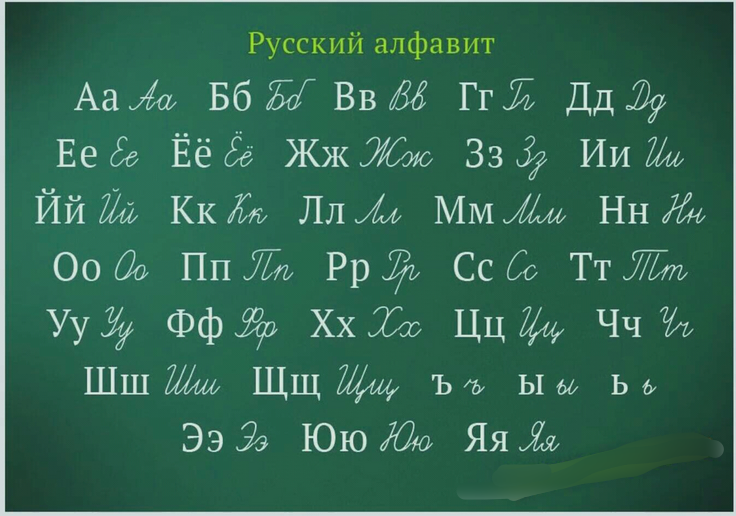 Русский алфавит
Аа Аа Бб Бб Вв Вв Гг Гг Дд Дд
Ее Ее Ёё Ёё Жж Жж Зз Зз Ии Ии
Йй Йй Кк Кк Лл Лл Мм Мм Нн Нн
Оо Оо Пп Пп Рр Рр Сс Сс Тт Тт
Уу Уу Фф Фф Хх Хх Цц Цц Чч Чч
Шш Шш Щщ Щщ ъ ъ ы ы ь ь
Ээ Ээ Юю Юю Яя Яя